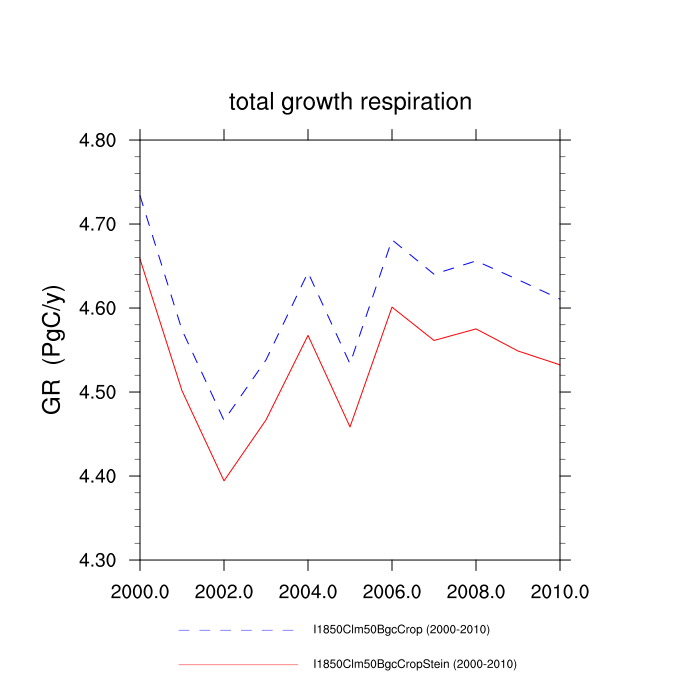 total growth respiration
4.80
4.70
4.60
4.50
4.40
4.30
GR (PgC/y)
2000.0 2002.0 2004.0 2006.0 2008.0 2010.0
I1850Clm50BgcCrop (2000-2010)
I1850Clm50BgcCropStein (2000-2010)